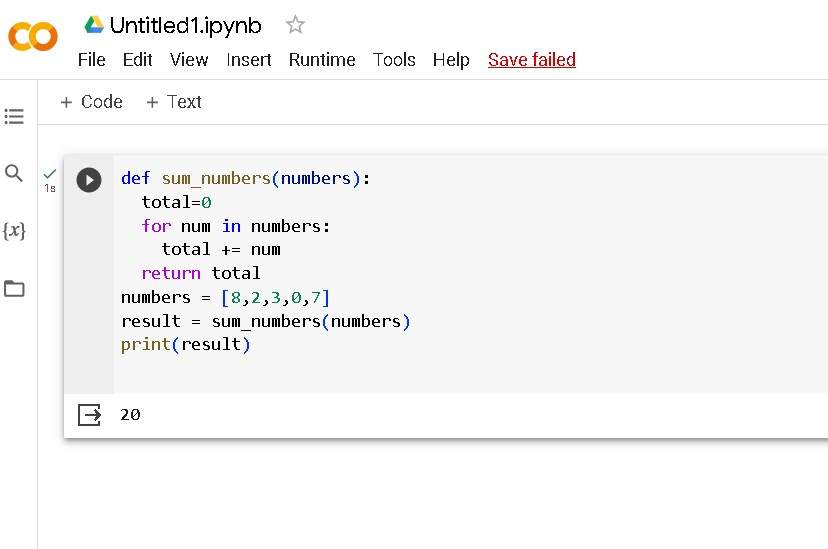 Untitled1.ipynb
File Edit View Insert Runtime Tools Help Save failed
+ Code + Text
{x}
1s
def sum_numbers(numbers):
  total=0
  for num in numbers:
    total += num
  return total
numbers = [8,2,3,0,7]
result = sum_numbers(numbers)
print(result)
20